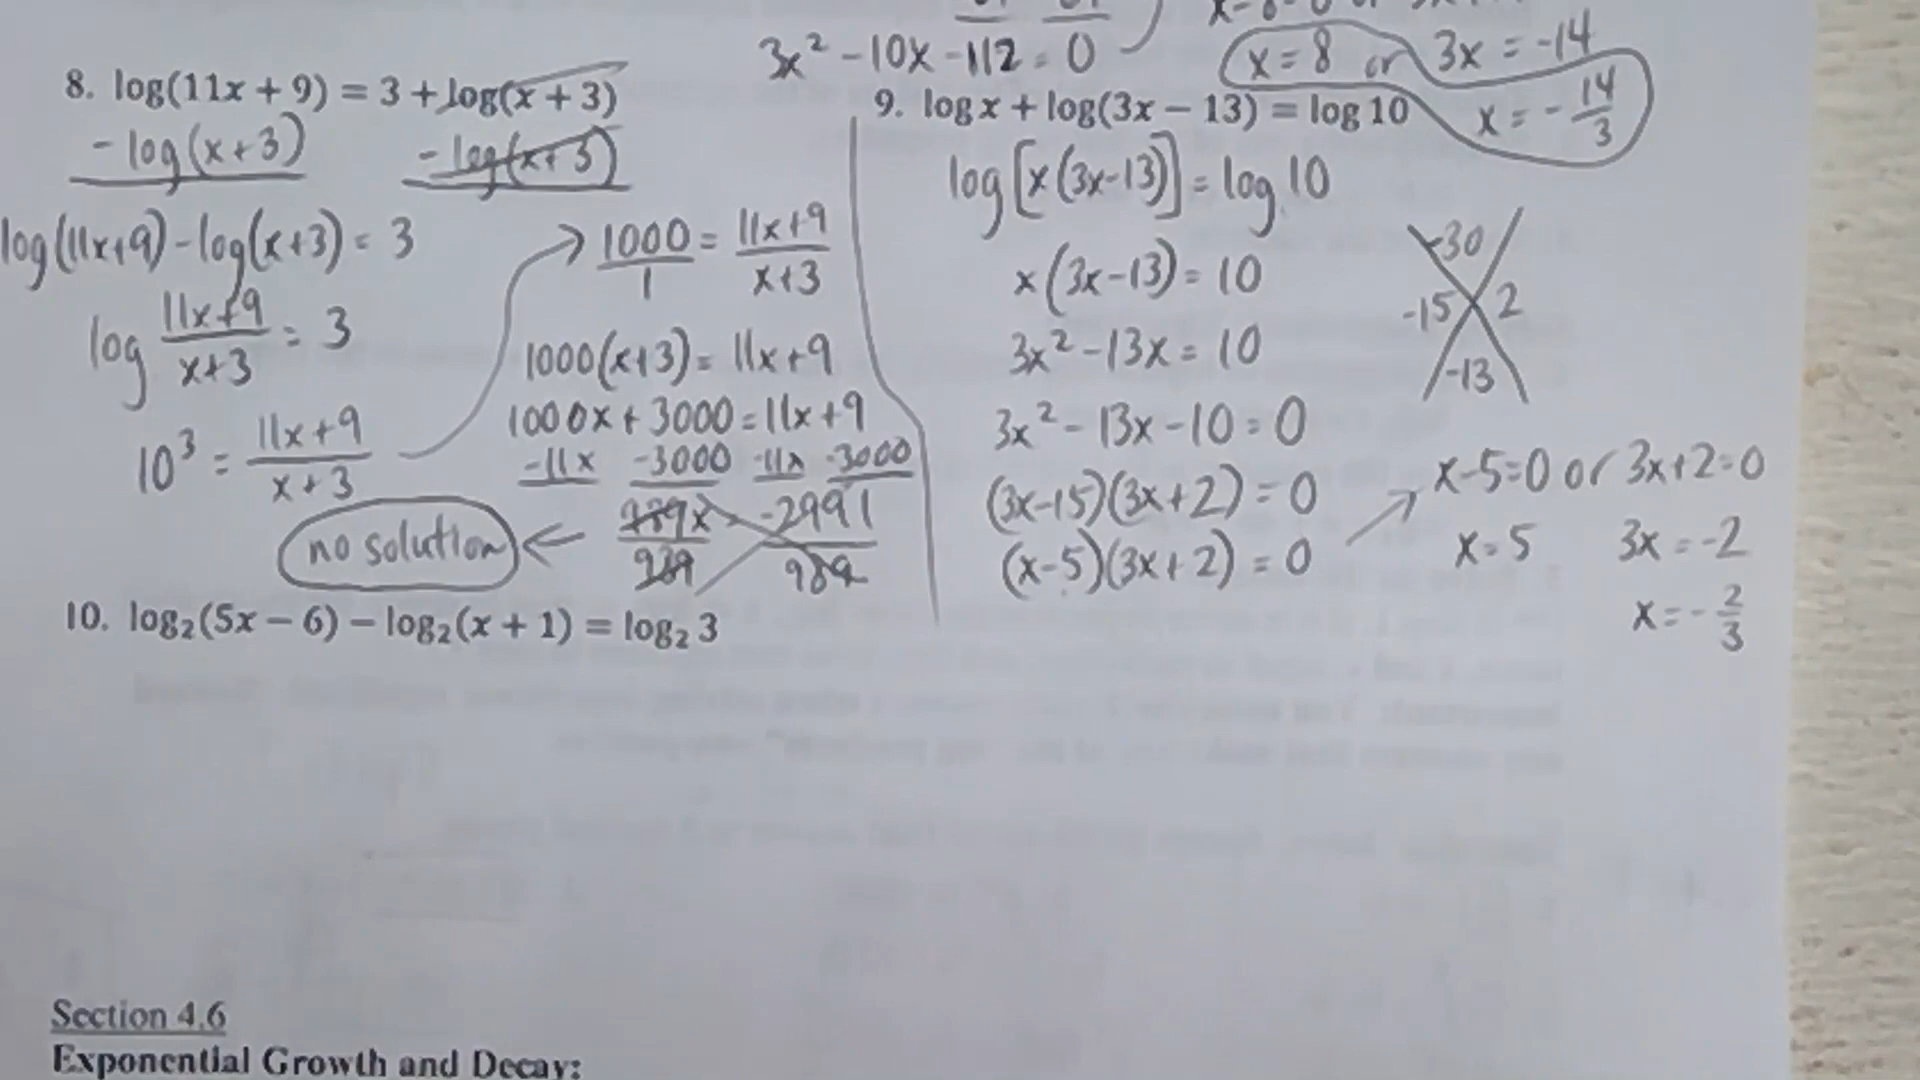 3x² - 10x - 112 = 0
x = 8 or 3x = -14
x = - 14/3
8. log(11x + 9) = 3 + log(x + 3)
- log(x+3) - log(x+3)
log(11x+9) - log(x+3) = 3
log (11x+9)/(x+3) = 3
10³ = (11x+9)/(x+3)
1000/1 = (11x+9)/(x+3)
1000(x+3) = 11x+9
1000x + 3000 = 11x+9
-11x -3000 -11x -3000
989x = -2991
989 989
no solution
9. log x + log(3x – 13) = log 10
log[x(3x-13)] = log 10
x(3x-13) = 10
3x² - 13x = 10
3x² - 13x - 10 = 0
(3x-15)(3x+2) = 0
(x-5)(3x+2) = 0
-30
-15 2
-13
x-5=0 or 3x+2=0
x=5 3x = -2
x = - 2/3
10. log₂(5x – 6) – log₂(x + 1) = log₂ 3
Section 4.6
Exponential Growth and Decay: